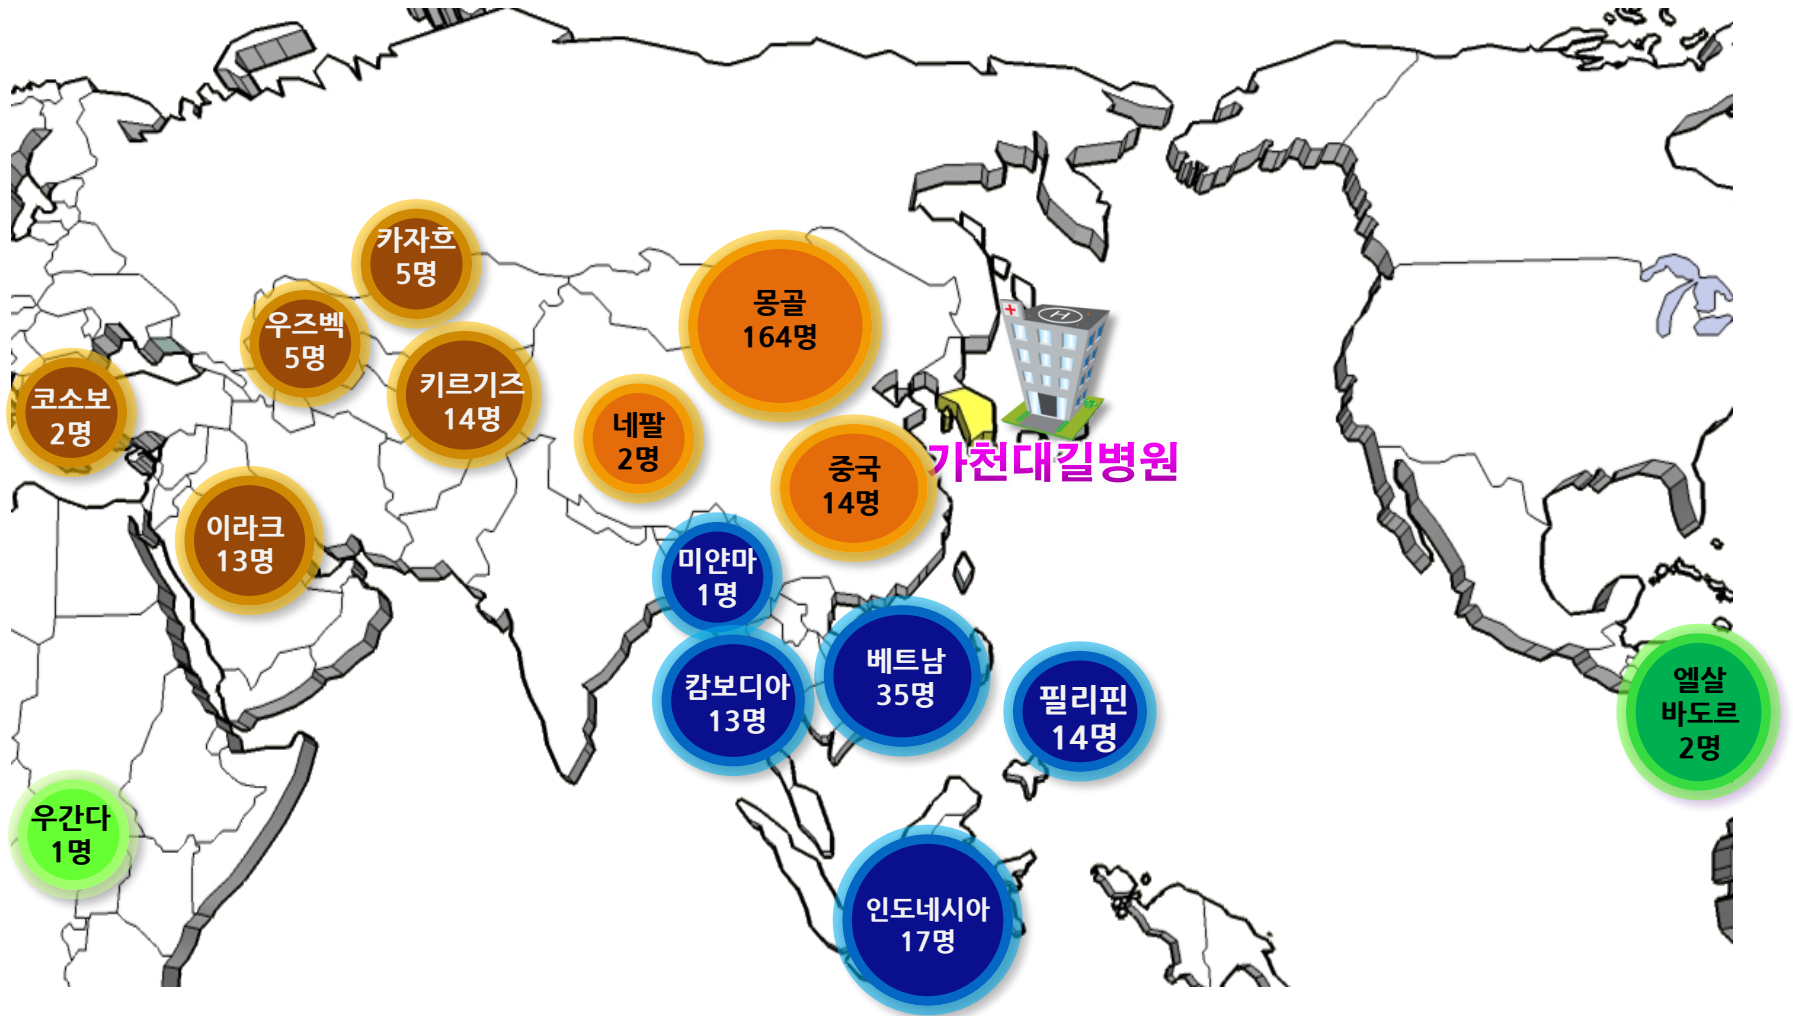 카자흐
5명
몽골
164명
우즈벡
5명
H
키르기즈
14명
코소보
2명
네팔
2명
중국
14명
가천대길병원
이라크
13명
미얀마
1명
베트남
35명
캄보디아
13명
필리핀
14명
엘살
바도르
2명
우간다
1명
인도네시아
17명